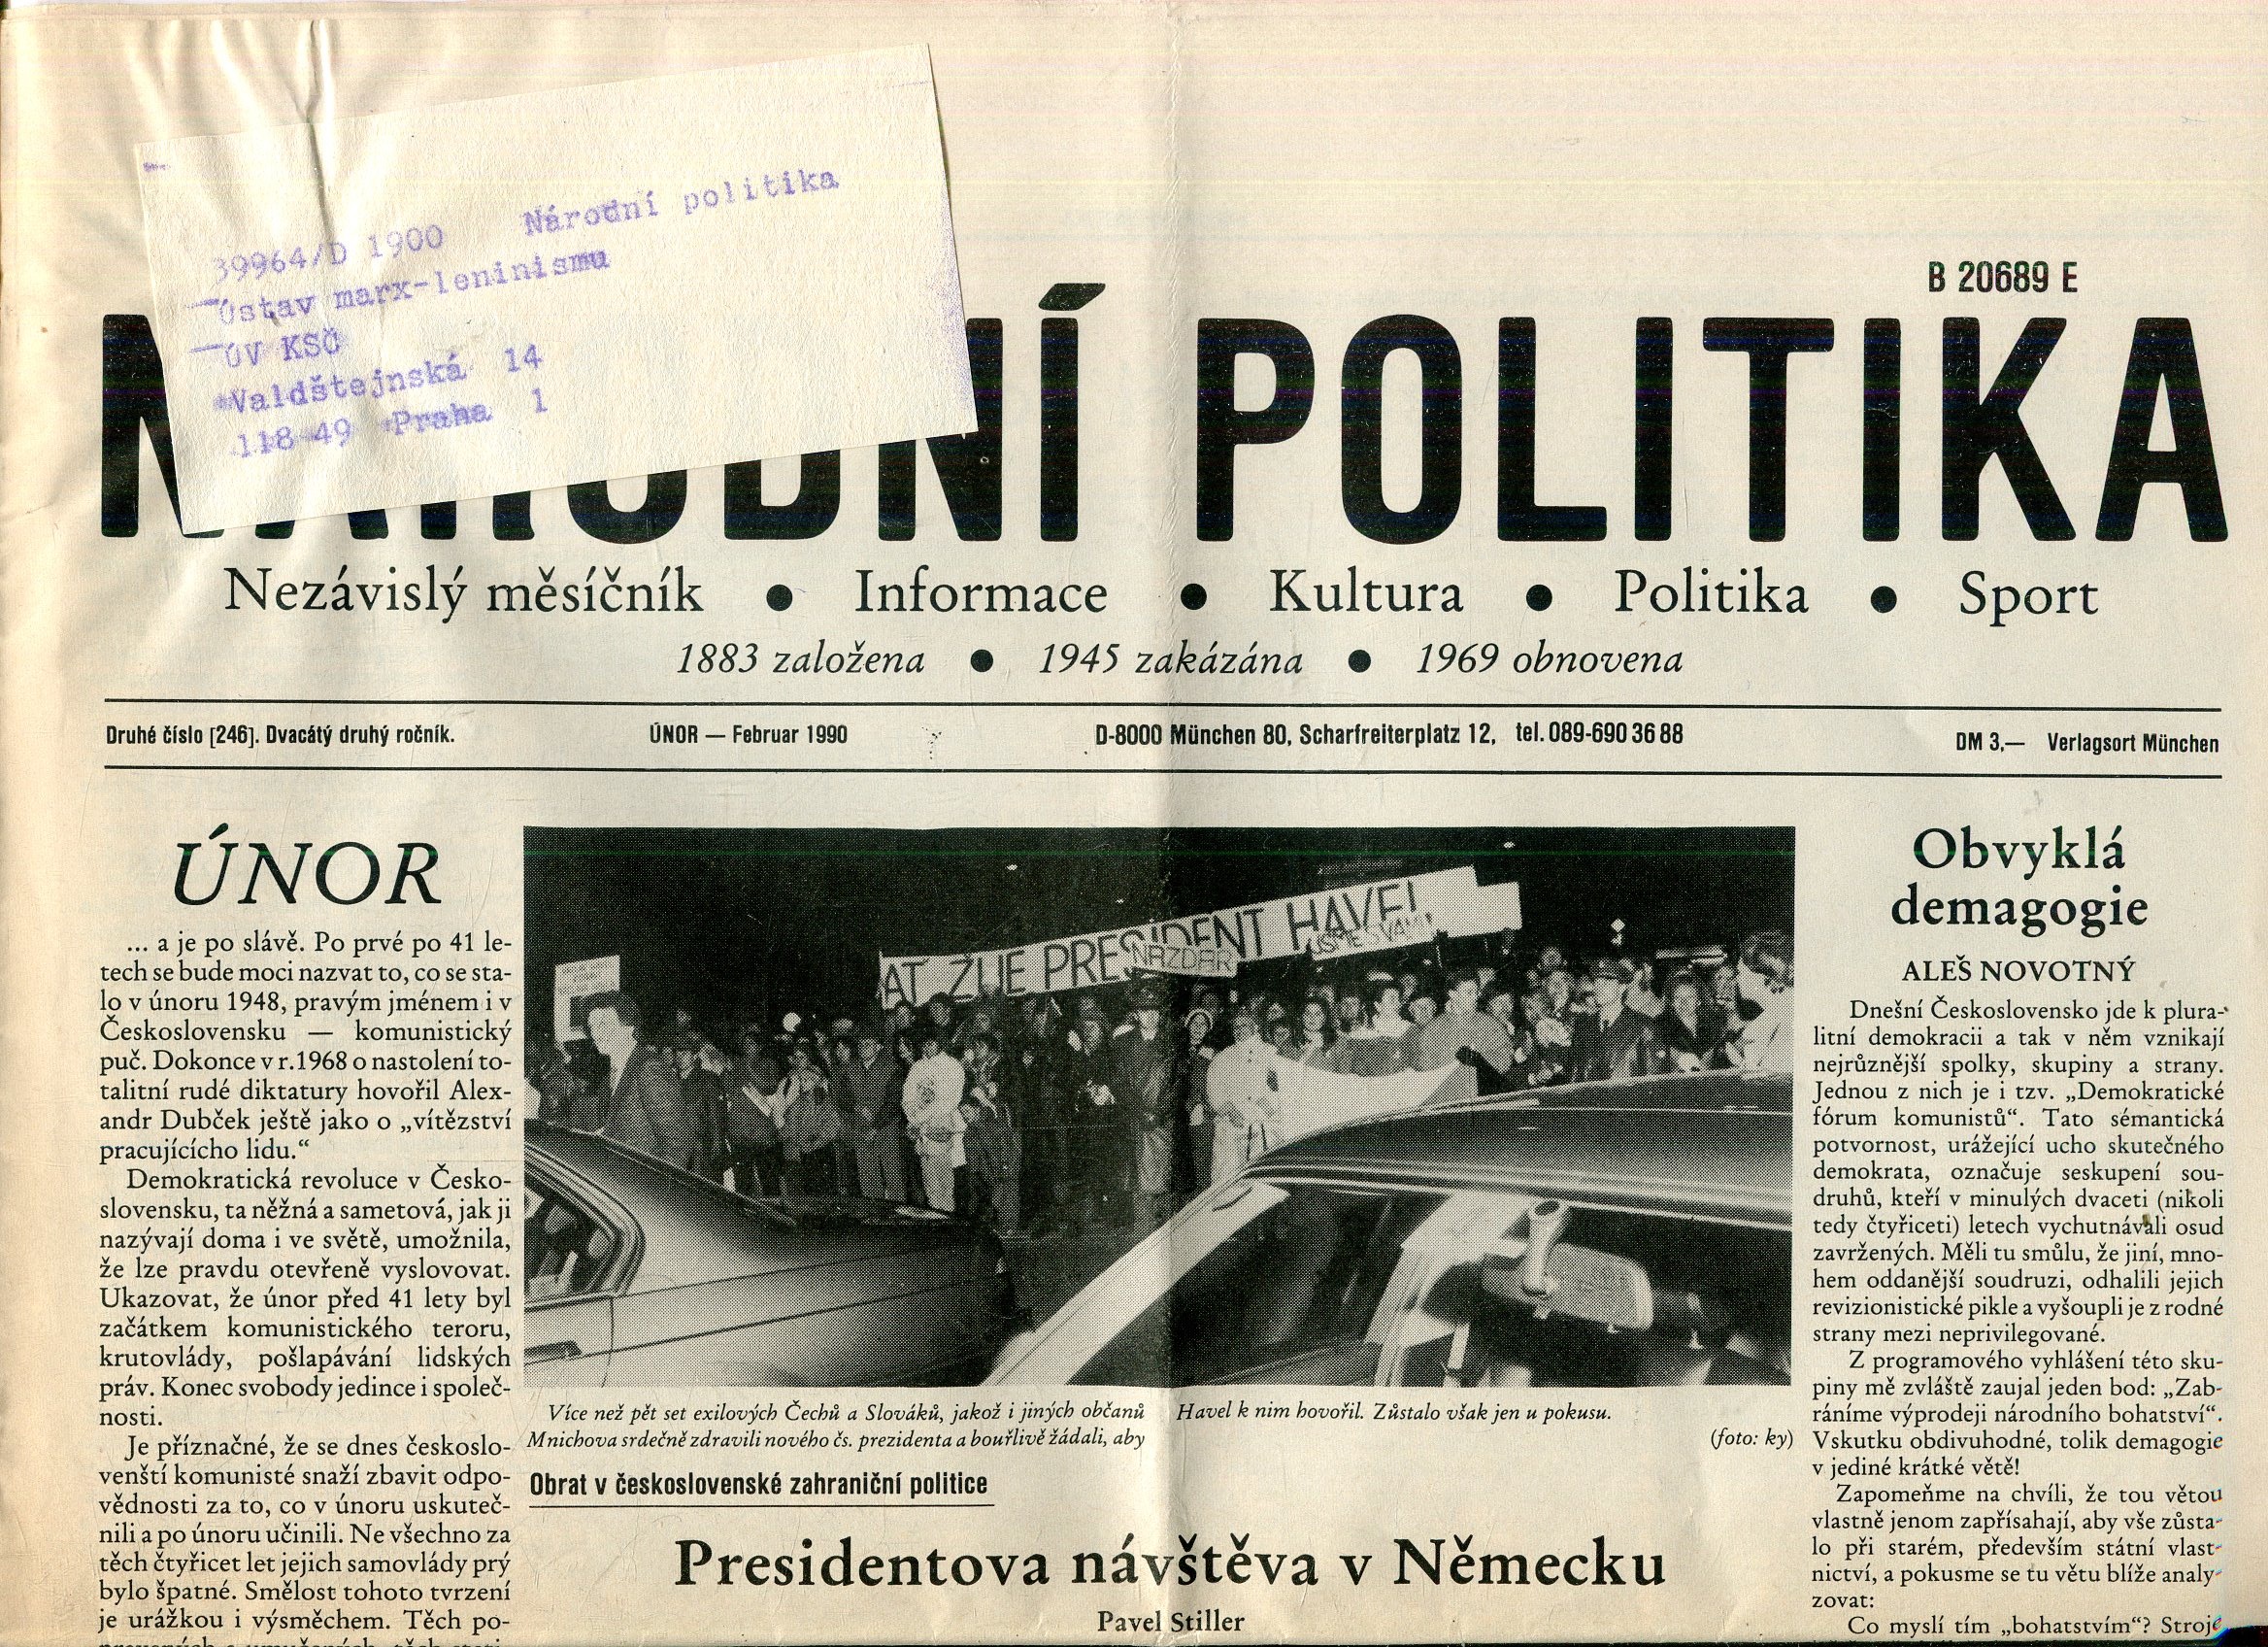 39964/D 1900 Národní politika
Ústav marx-leninismu
ÚV KSČ
Valdštejnská 14
118 49 Praha 1
B 20689 E
NÁRODNÍ POLITIKA
Nezávislý měsíčník • Informace • Kultura • Politika • Sport
1883 založena • 1945 zakázána • 1969 obnovena
Druhé číslo [246]. Dvacátý druhý ročník. ÚNOR — Februar 1990 D-8000 München 80, Scharfreiterplatz 12, tel. 089-690 36 88 DM 3,— Verlagsort München
ÚNOR
... a je po slávě. Po prvé po 41 le-
tech se bude moci nazvat to, co se sta-
lo v únoru 1948, pravým jménem i v
Československu — komunistický
puč. Dokonce v r.1968 o nastolení to-
talitní rudé diktatury hovořil Alex-
andr Dubček ještě jako o „vítězství
pracujícícho lidu.“
Demokratická revoluce v Česko-
slovensku, ta něžná a sametová, jak ji
nazývají doma i ve světě, umožnila,
že lze pravdu otevřeně vyslovovat.
Ukazovat, že únor před 41 lety byl
začátkem komunistického teroru,
krutovlády, pošlapávání lidských
práv. Konec svobody jedince i společ-
nosti.
Je příznačné, že se dnes českoslo-
venští komunisté snaží zbavit odpo-
vědnosti za to, co v únoru uskuteč-
nili a po únoru učinili. Ne všechno za
těch čtyřicet let jejich samovlády prý
bylo špatné. Smělost tohoto tvrzení
je urážkou i výsměchem. Těch po-
AŤ ŽIJE PRESIDENT HAVEL
NAZDAR
JSME S VÁMI
Více než pět set exilových Čechů a Slováků, jakož i jiných občanů
Mnichova srdečně zdravili nového čs. prezidenta a bouřlivě žádali, aby
Havel k nim hovořil. Zůstalo však jen u pokusu.
(foto: ky)
Obrat v československé zahraniční politice
Presidentova návštěva v Německu
Pavel Stiller
Obvyklá
demagogie
ALEŠ NOVOTNÝ
Dnešní Československo jde k plura-
litní demokracii a tak v něm vznikají
nejrůznější spolky, skupiny a strany.
Jednou z nich je i tzv. „Demokratické
fórum komunistů“. Tato sémantická
potvornost, urážející ucho skutečného
demokrata, označuje seskupení sou-
druhů, kteří v minulých dvaceti (nikoli
tedy čtyřiceti) letech vychutnávali osud
zavržených. Měli tu smůlu, že jiní, mno-
hem oddanější soudruzi, odhalili jejich
revizionistické pikle a vyšoupli je z rodné
strany mezi neprivilegované.
Z programového vyhlášení této sku-
piny mě zvláště zaujal jeden bod: „Zab-
ráníme výprodeji národního bohatství“.
Vskutku obdivuhodné, tolik demagogie
v jediné krátké větě!
Zapomeňme na chvíli, že tou větou
vlastně jenom zapřísahají, aby vše zůsta-
lo při starém, především státní vlast-
nictví, a pokusme se tu větu blíže analy-
zovat:
Co myslí tím „bohatstvím“? Stroje